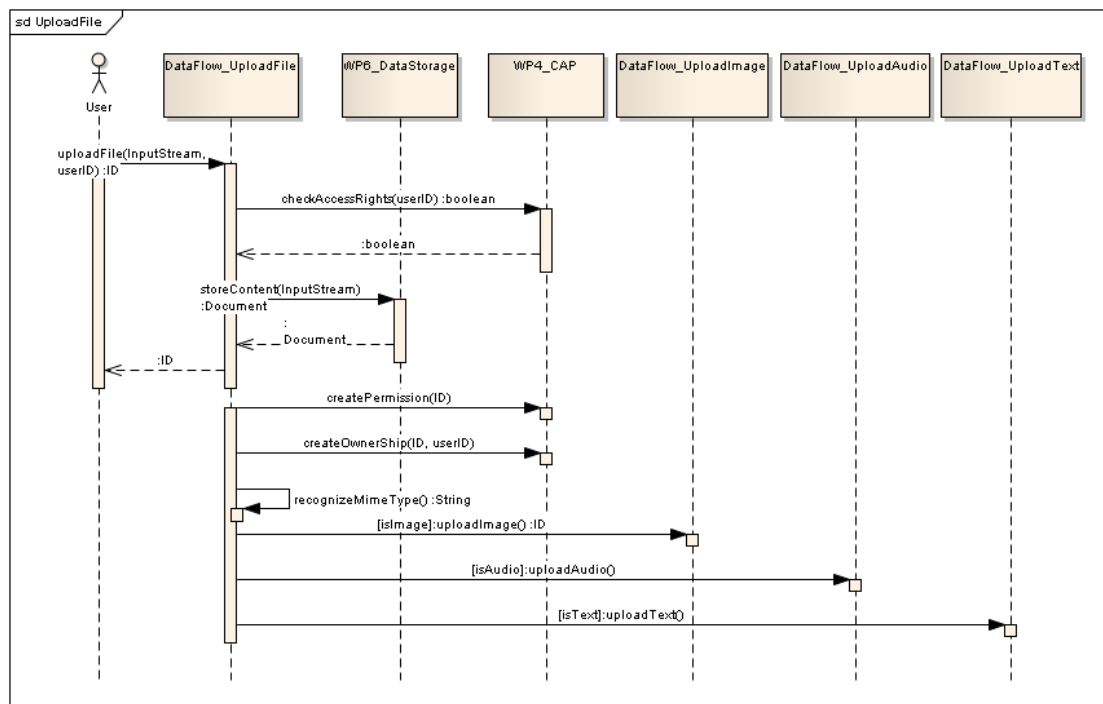 sd UploadFile
User
DataFlow_UploadFile
WP6_DataStorage
WP4_CAP
DataFlow_UploadImage
DataFlow_UploadAudio
DataFlow_UploadText
uploadFile(InputStream,
userID) :ID
checkAccessRights(userID) :boolean
:boolean
storeContent(InputStream)
:Document
:
Document
:ID
createPermission(ID)
createOwnerShip(ID, userID)
recognizeMimeType() :String
[isImage]:uploadImage() :ID
[isAudio]:uploadAudio()
[isText]:uploadText()